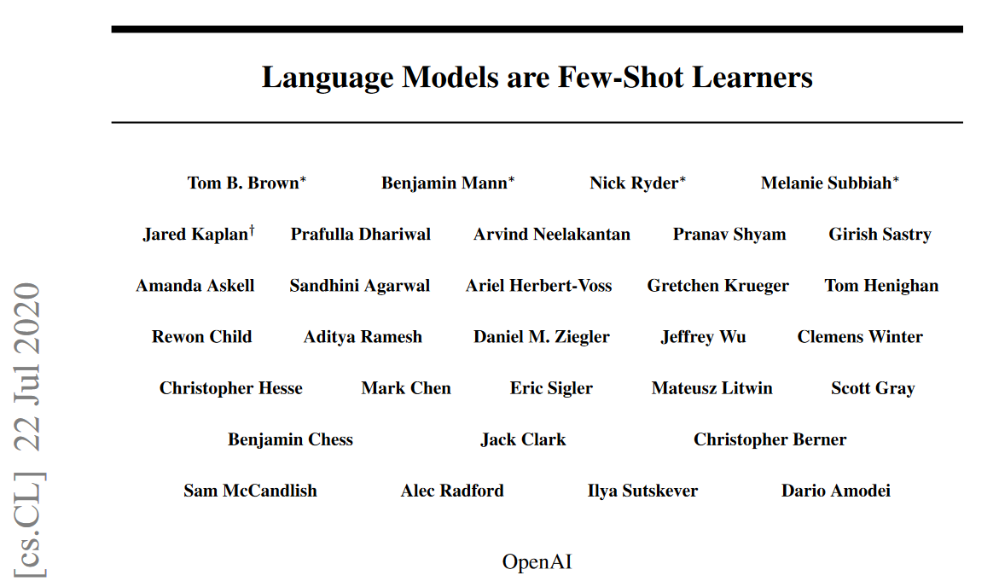 Language Models are Few-Shot Learners
Tom B. Brown* Benjamin Mann* Nick Ryder* Melanie Subbiah*
Jared Kaplan† Prafulla Dhariwal Arvind Neelakantan Pranav Shyam Girish Sastry
Amanda Askell Sandhini Agarwal Ariel Herbert-Voss Gretchen Krueger Tom Henighan
Rewon Child Aditya Ramesh Daniel M. Ziegler Jeffrey Wu Clemens Winter
Christopher Hesse Mark Chen Eric Sigler Mateusz Litwin Scott Gray
Benjamin Chess Jack Clark Christopher Berner
Sam McCandlish Alec Radford Ilya Sutskever Dario Amodei
OpenAI
[cs.CL] 22 Jul 2020